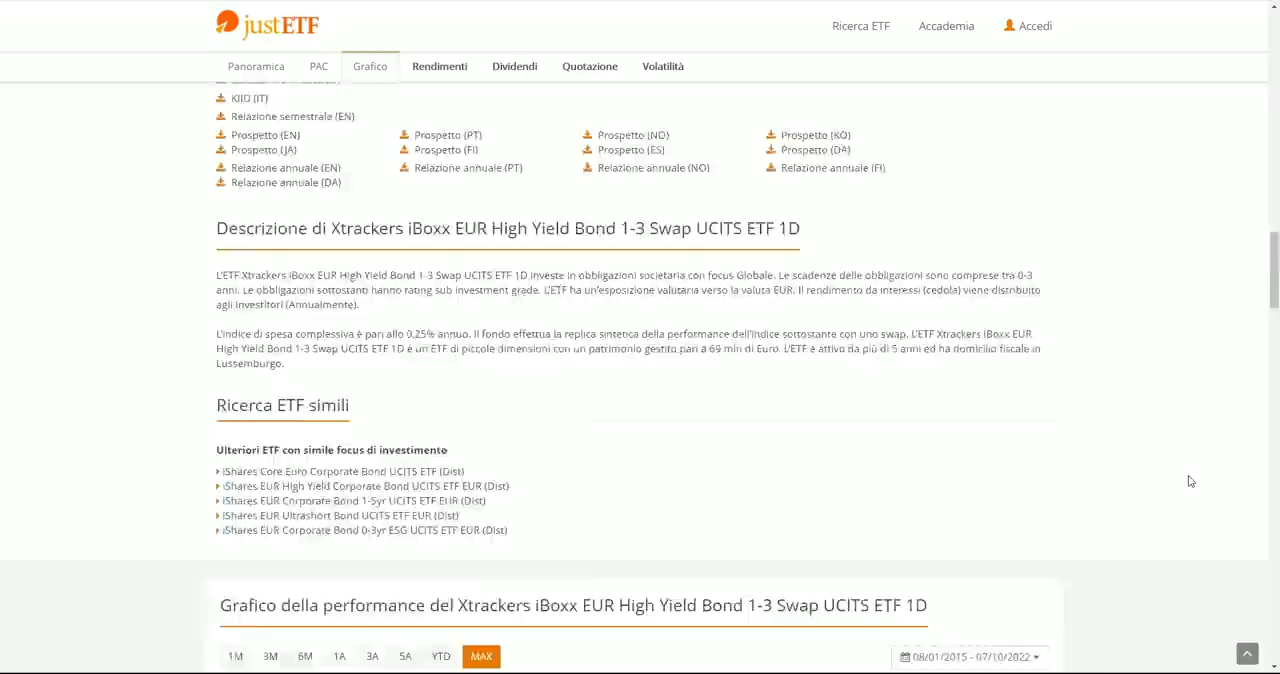 justETF
Ricerca ETF Accademia Accedi
Panoramica PAC Grafico Rendimenti Dividendi Quotazione Volatilità
KIID (IT)
Relazione semestrale (EN)
Prospetto (EN) Prospetto (PT) Prospetto (NO) Prospetto (KO)
Prospetto (JA) Prospetto (FI) Prospetto (ES) Prospetto (DA)
Relazione annuale (EN) Relazione annuale (PT) Relazione annuale (NO) Relazione annuale (FI)
Relazione annuale (DA)
Descrizione di Xtrackers iBoxx EUR High Yield Bond 1-3 Swap UCITS ETF 1D
L'ETF Xtrackers iBoxx EUR High Yield Bond 1-3 Swap UCITS ETF 1D investe in obbligazioni societaria con focus Globale. Le scadenze delle obbligazioni sono comprese tra 0-3
anni. Le obbligazioni sottostanti hanno rating sub investment grade. L'ETF ha un'esposizione valutaria verso la valuta EUR. Il rendimento da interessi (cedola) viene distribuito
agli investitori (Annualmente).
L'indice di spesa complessiva è pari allo 0,25% annuo. Il fondo effettua la replica sintetica della performance dell'indice sottostante con uno swap. L'ETF Xtrackers iBoxx EUR
High Yield Bond 1-3 Swap UCITS ETF 1D è un ETF di piccole dimensioni con un patrimonio gestito pari a 69 mln di Euro. L'ETF è attivo da più di 5 anni ed ha domicilio fiscale in
Lussemburgo.
Ricerca ETF simili
Ulteriori ETF con simile focus di investimento
iShares Core Euro Corporate Bond UCITS ETF (Dist)
iShares EUR High Yield Corporate Bond UCITS ETF EUR (Dist)
iShares EUR Corporate Bond 1-5yr UCITS ETF EUR (Dist)
iShares EUR Ultrashort Bond UCITS ETF EUR (Dist)
iShares EUR Corporate Bond 0-3yr ESG UCITS ETF EUR (Dist)
Grafico della performance del Xtrackers iBoxx EUR High Yield Bond 1-3 Swap UCITS ETF 1D
1M 3M 6M 1A 3A 5A YTD MAX 08/01/2015 - 07/10/2022